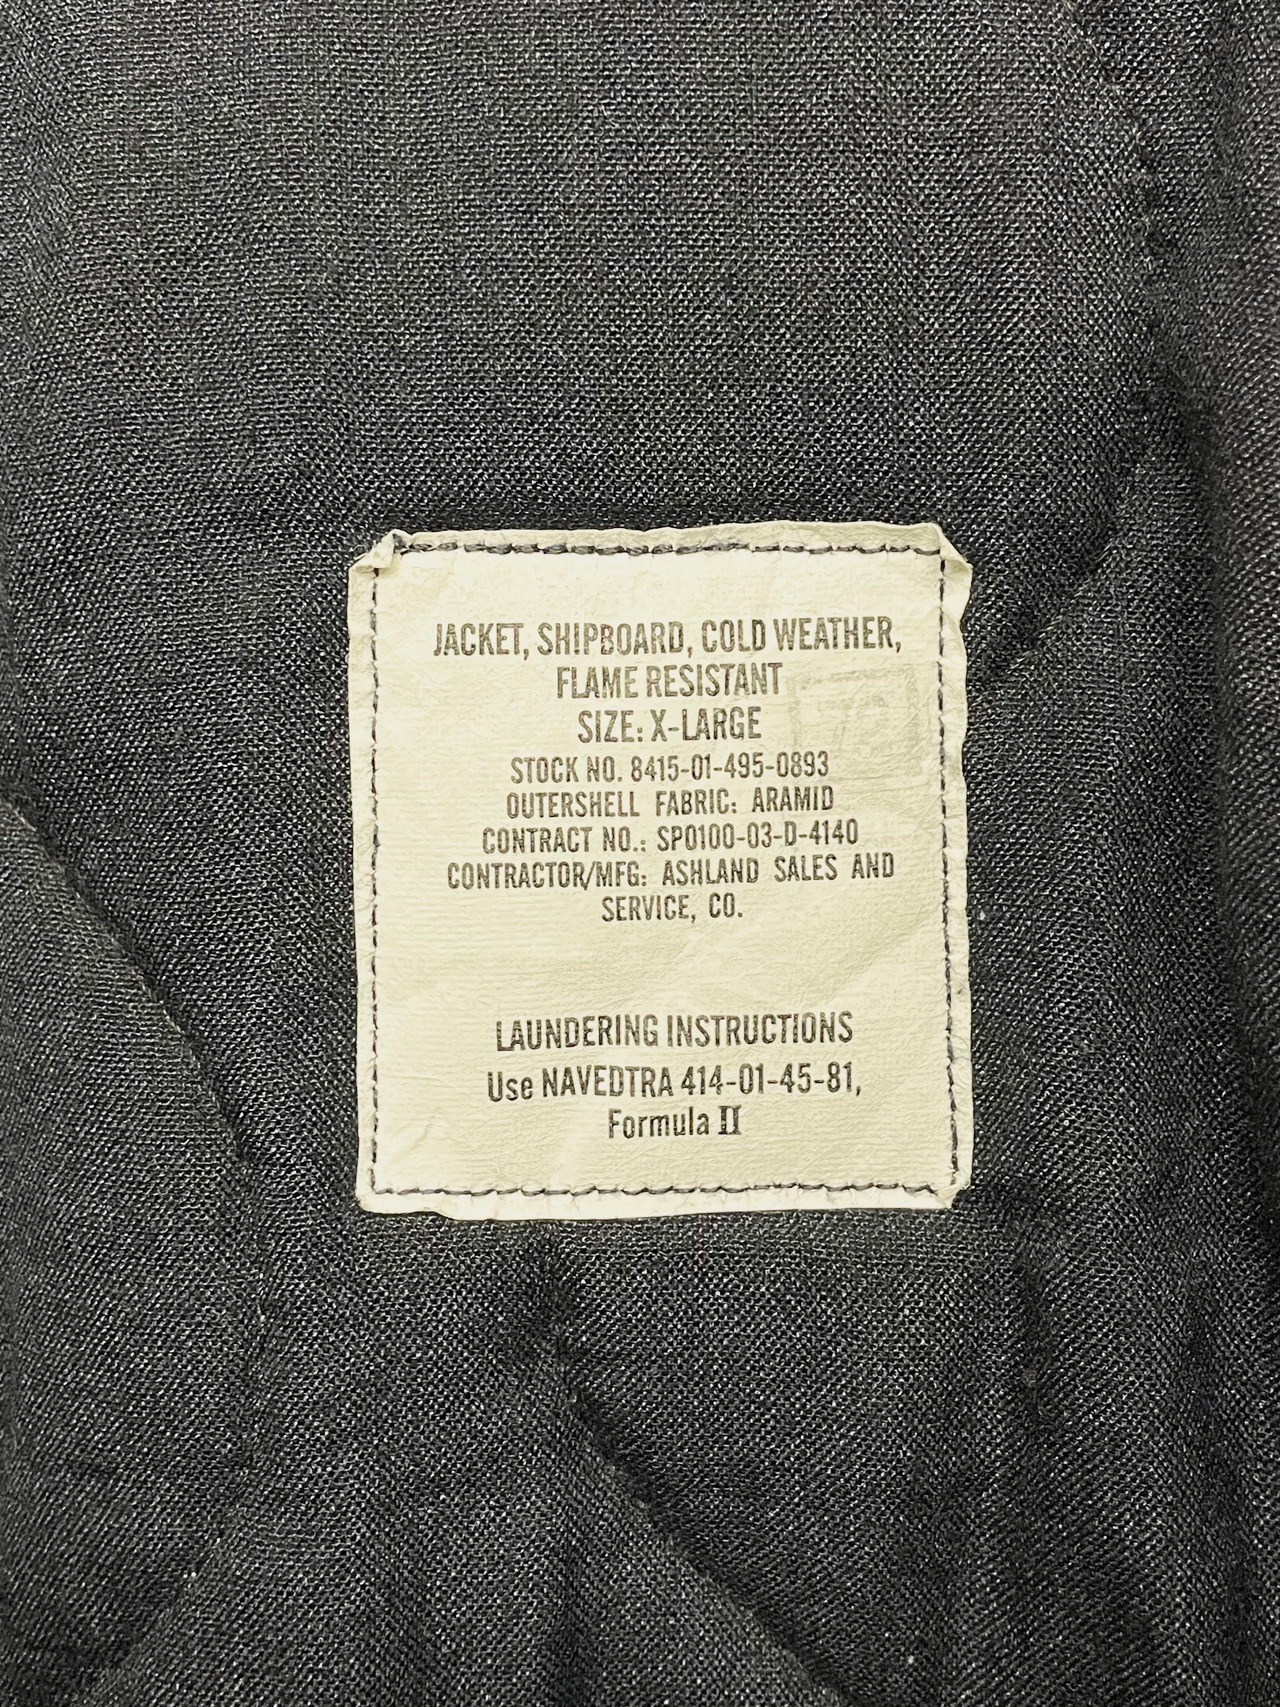 JACKET, SHIPBOARD, COLD WEATHER,
FLAME RESISTANT
SIZE: X-LARGE
STOCK NO. 8415-01-495-0893
OUTERSHELL FABRIC: ARAMID
CONTRACT NO.: SP0100-03-D-4140
CONTRACTOR/MFG: ASHLAND SALES AND
SERVICE, CO.
LAUNDERING INSTRUCTIONS
Use NAVEDTRA 414-01-45-81,
Formula II